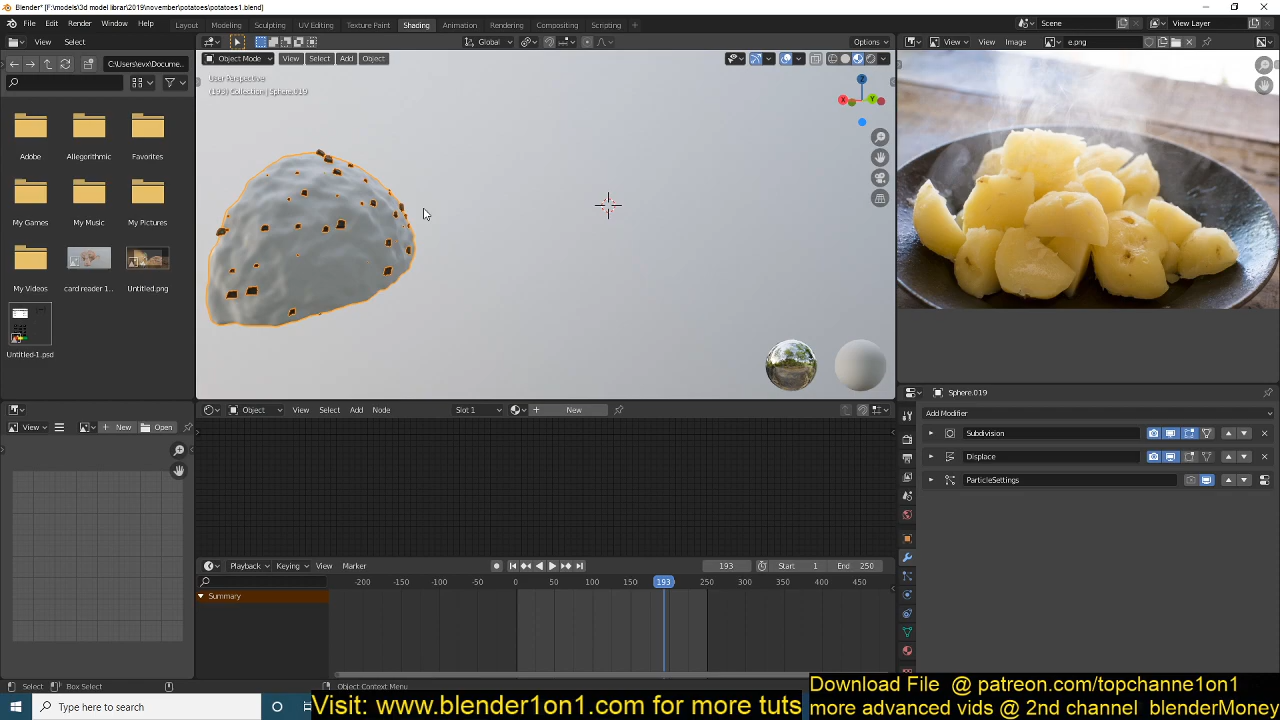 Blender* [F:\models\3d model librar\2019\november\potatoes\potatoes1.blend]
File Edit Render Window Help Layout Modeling Sculpting UV Editing Texture Paint Shading Animation Rendering Compositing Scripting Scene View Layer
View Select Global Options View View Image e.png
C:\Users\evx\Docume.. Object Mode View Select Add Object
User Perspective
(193) Collection | Sphere.019
Z
X Y
Adobe Allegorithmic Favorites
My Games My Music My Pictures
My Videos card reader 1... Untitled.png
Untitled-1.psd
Sphere.019
Object View Select Add Node Slot 1 New
Add Modifier
View New Open
Subdivision
Displace
ParticleSettings
Playback Keying View Marker 193 Start 1 End 250
-200 -150 -100 -50 0 50 100 150 193 250 300 350 400 450
Summary
Select Box Select Object Context Menu
Type here to search
Visit: www.blender1on1.com for more tuts
Download File @ patreon.com/topchanne1on1
more advanced vids @ 2nd channel blenderMoney